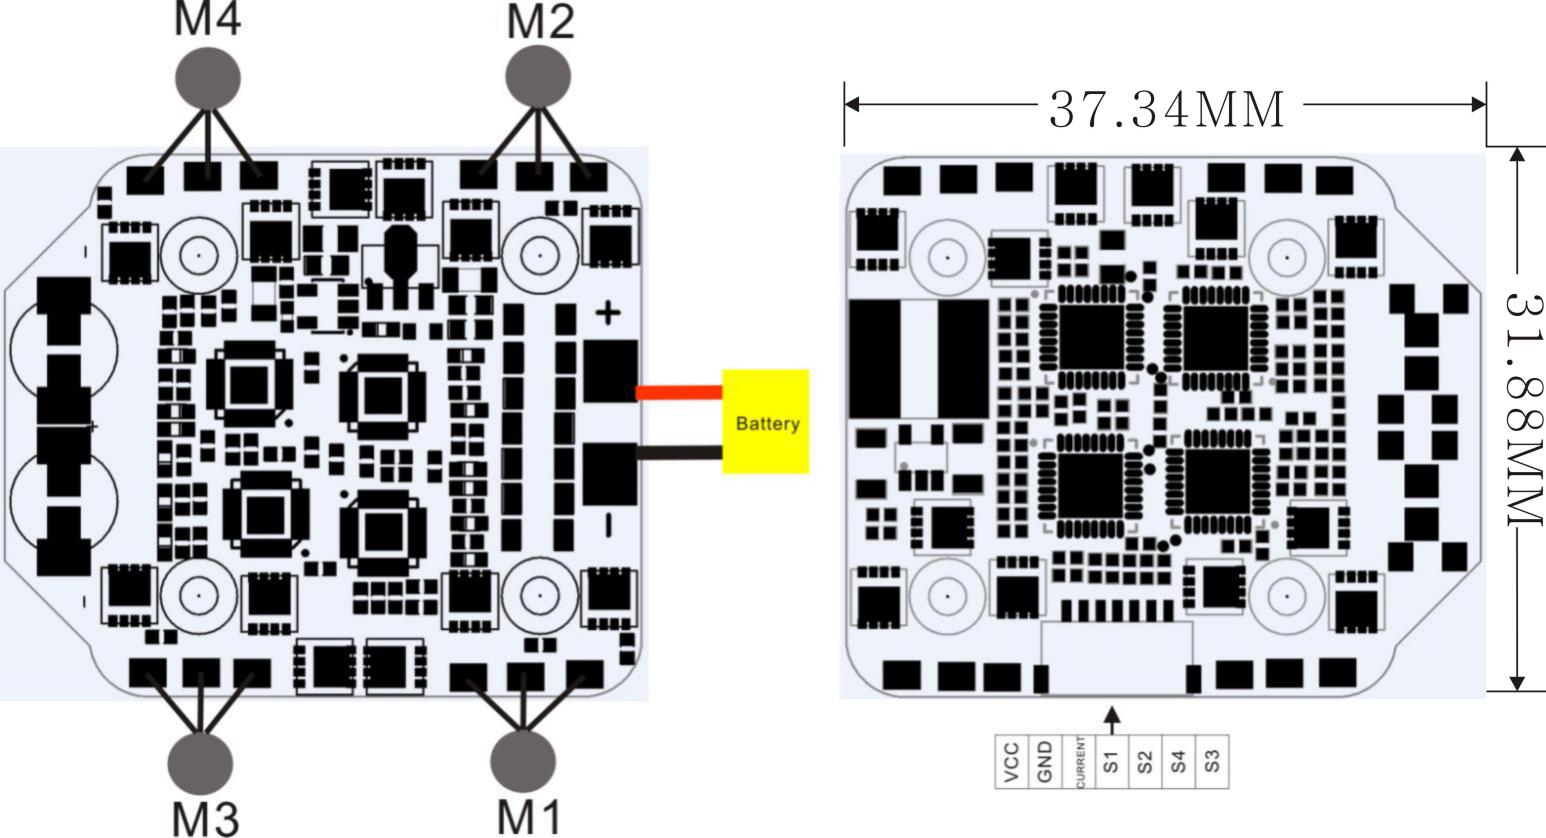 M4
M2
37.34MM
+
Battery
31.88MM
VCC
GND
CURRENT
S1
S2
S4
S3
M3
M1